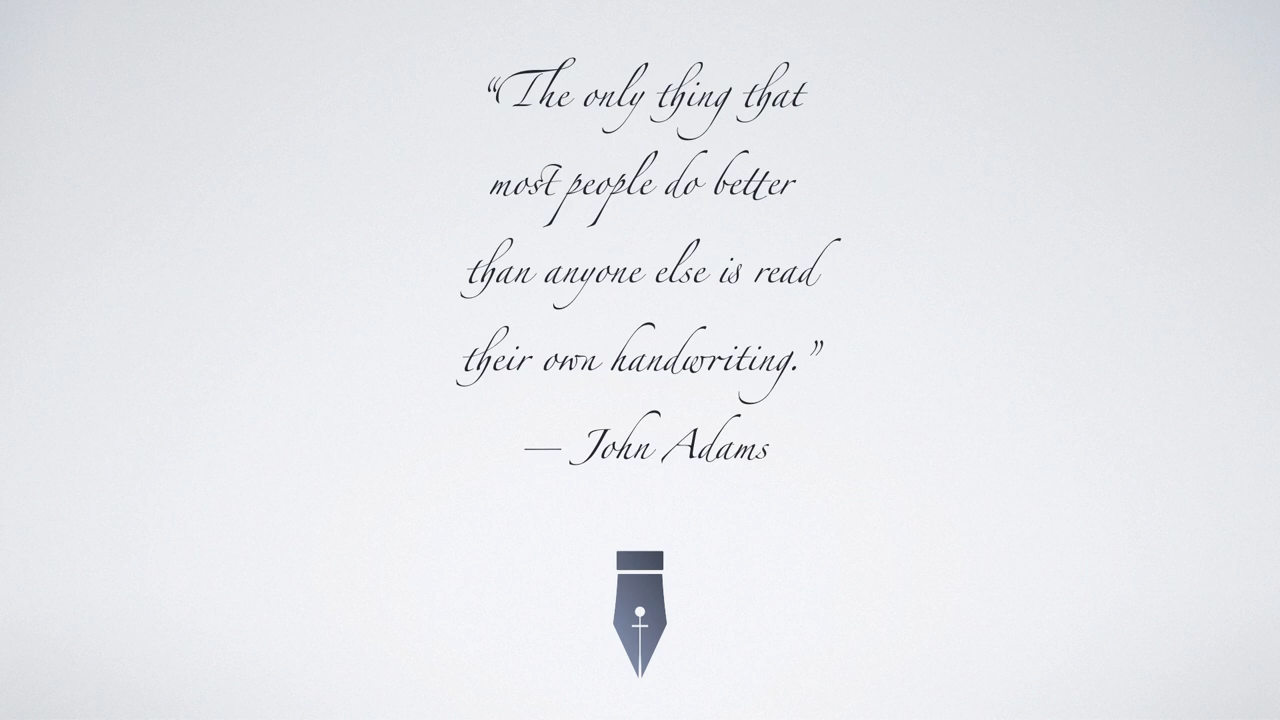 “The only thing that
most people do better
than anyone else is read
their own handwriting.”
— John Adams